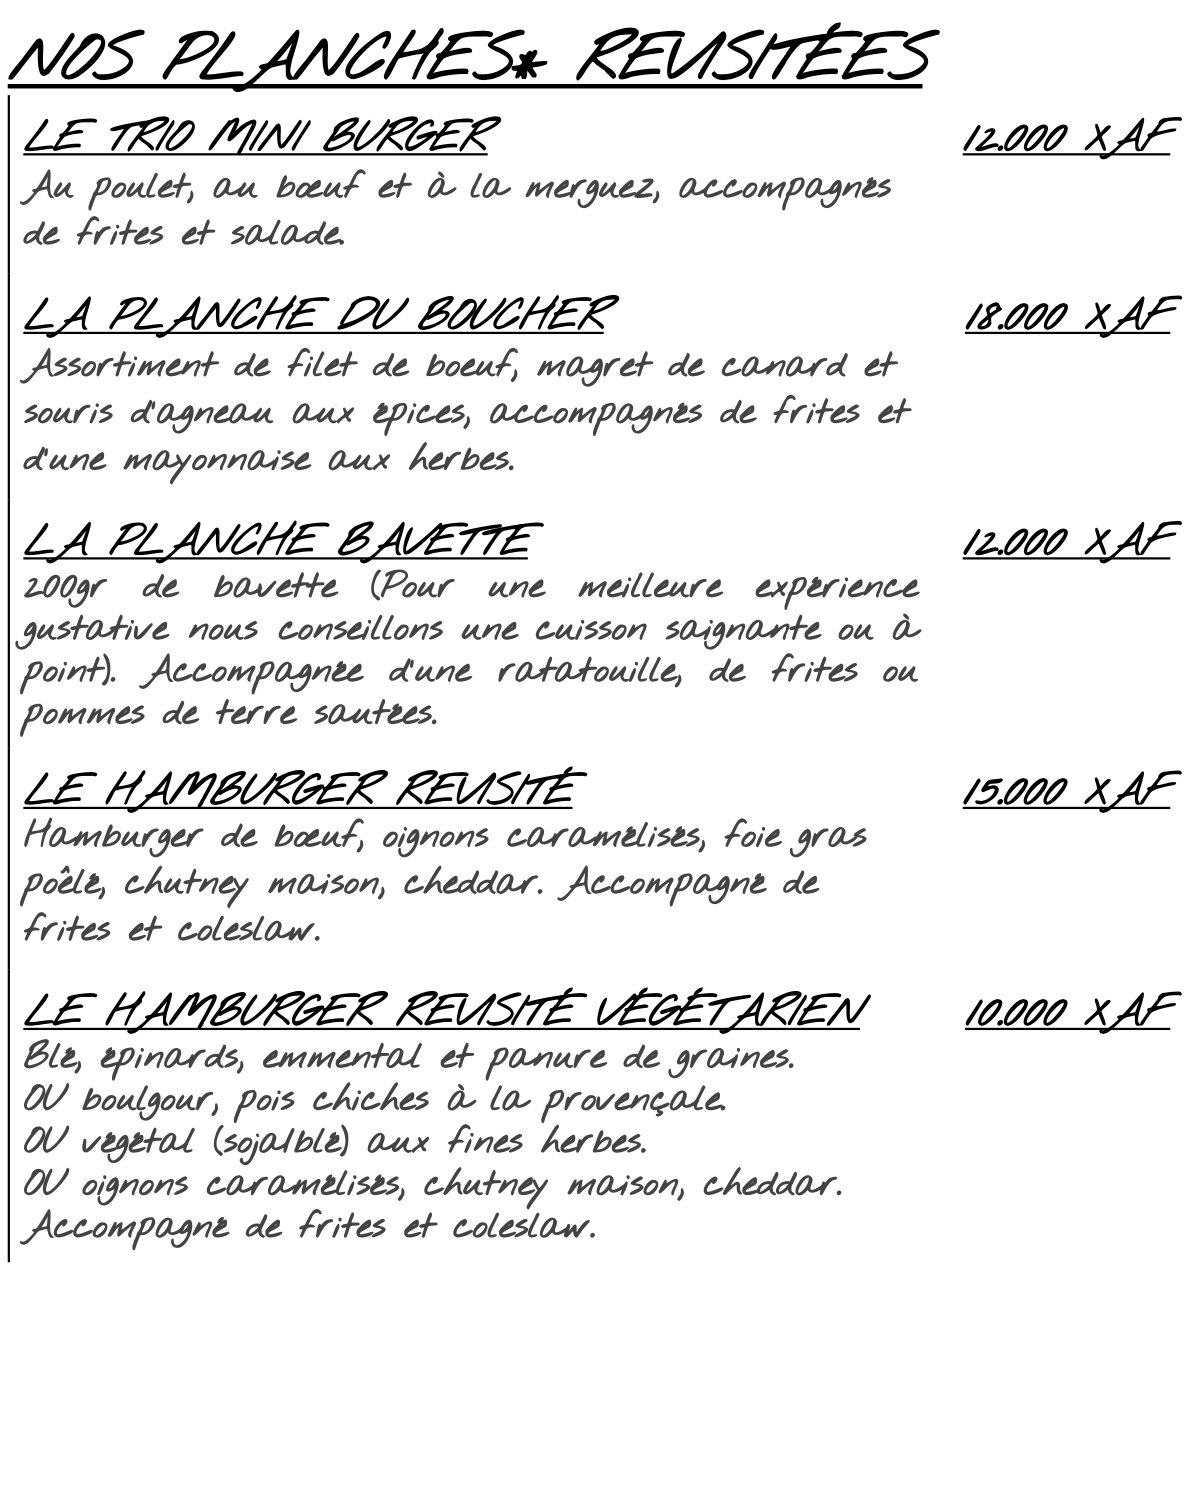 NOS PLANCHES* REVISITÉES
LE TRIO MINI BURGER 12.000 XAF
Au poulet, au bœuf et à la merguez, accompagnés
de frites et salade.
LA PLANCHE DU BOUCHER 18.000 XAF
Assortiment de filet de boeuf, magret de canard et
souris d'agneau aux épices, accompagnés de frites et
d'une mayonnaise aux herbes.
LA PLANCHE BAVETTE 12.000 XAF
200gr de bavette (Pour une meilleure expérience
gustative nous conseillons une cuisson saignante ou à
point). Accompagnée d'une ratatouille, de frites ou
pommes de terre sautées.
LE HAMBURGER REVISITÉ 15.000 XAF
Hamburger de bœuf, oignons caramélisés, foie gras
poêlé, chutney maison, cheddar. Accompagné de
frites et coleslaw.
LE HAMBURGER REVISITÉ VÉGÉTARIEN 10.000 XAF
Blé, épinards, emmental et panure de graines.
OU boulgour, pois chiches à la provençale.
OU végétal (soja/blé) aux fines herbes.
OU oignons caramélisés, chutney maison, cheddar.
Accompagné de frites et coleslaw.